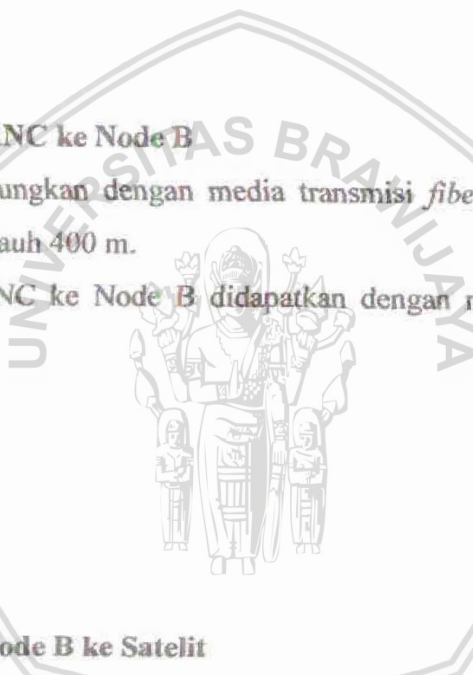 NC ke Node B
ungkan dengan media transmisi fibe
auh 400 m.
NC ke Node B didapatkan dengan
ode B ke Satelit
UNIVERSITAS BRAWIJAYA